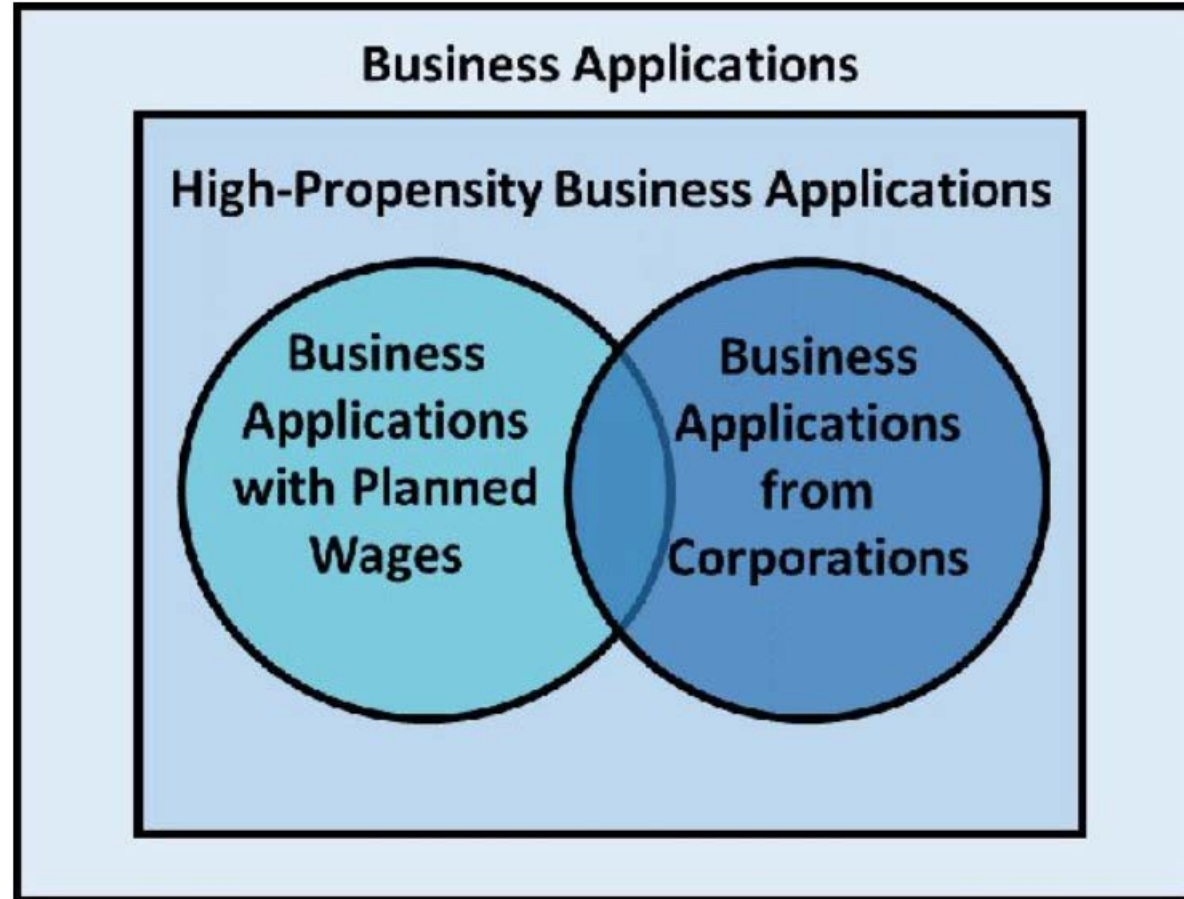 Business Applications
High-Propensity Business Applications
Business
Applications
with Planned
Wages
Business
Applications
from
Corporations